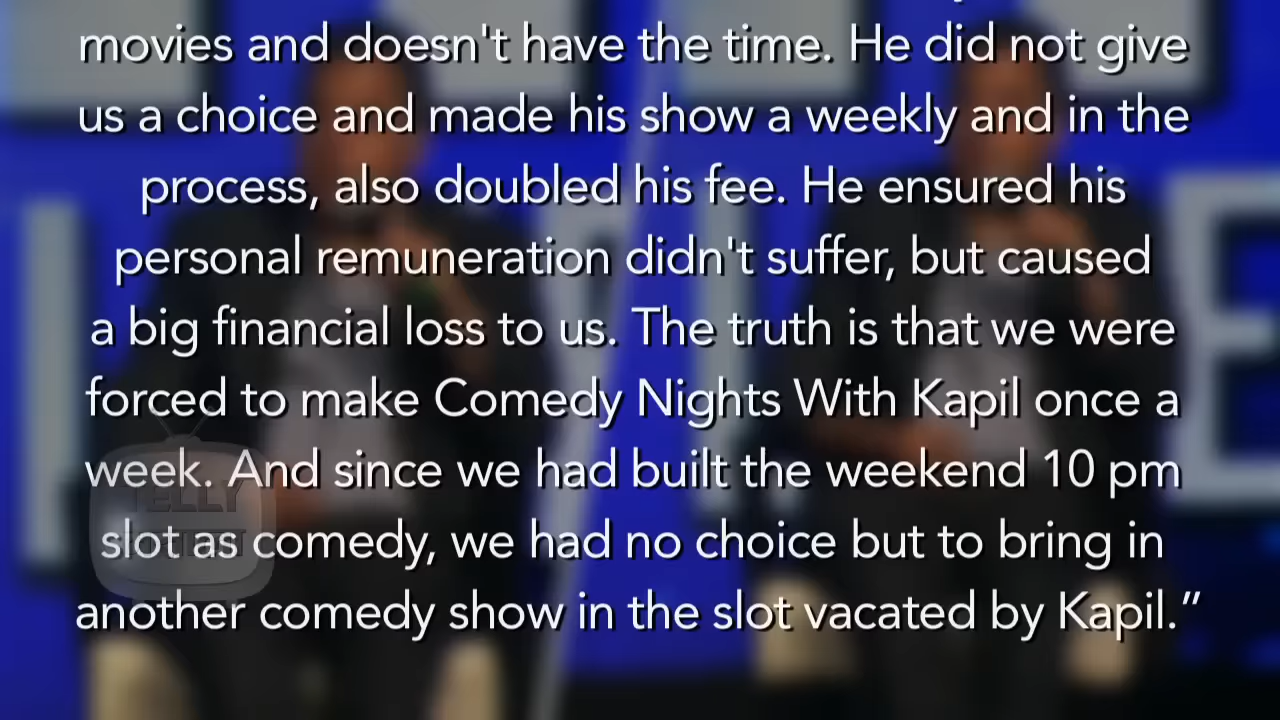 movies and doesn't have the time. He did not give
us a choice and made his show a weekly and in the
process, also doubled his fee. He ensured his
personal remuneration didn't suffer, but caused
a big financial loss to us. The truth is that we were
forced to make Comedy Nights With Kapil once a
week. And since we had built the weekend 10 pm
slot as comedy, we had no choice but to bring in
another comedy show in the slot vacated by Kapil.”
TELLY